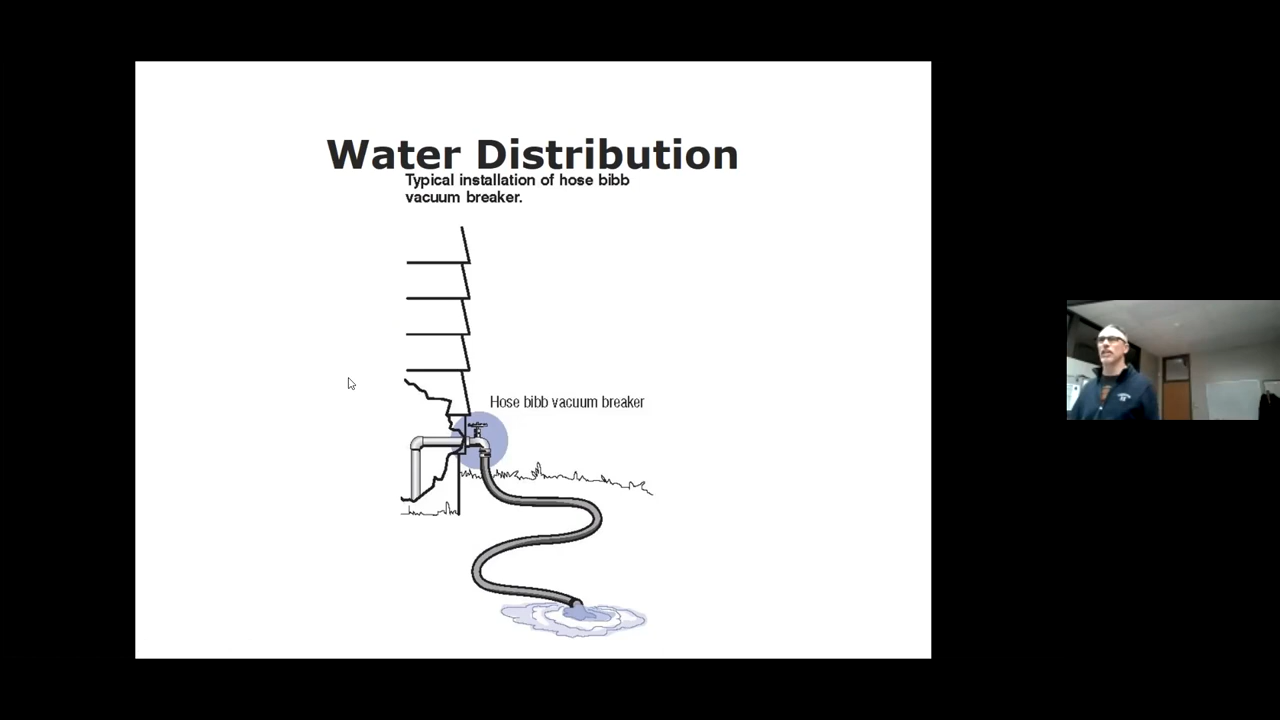 Water Distribution
Typical installation of hose bibb
vacuum breaker.
Hose bibb vacuum breaker